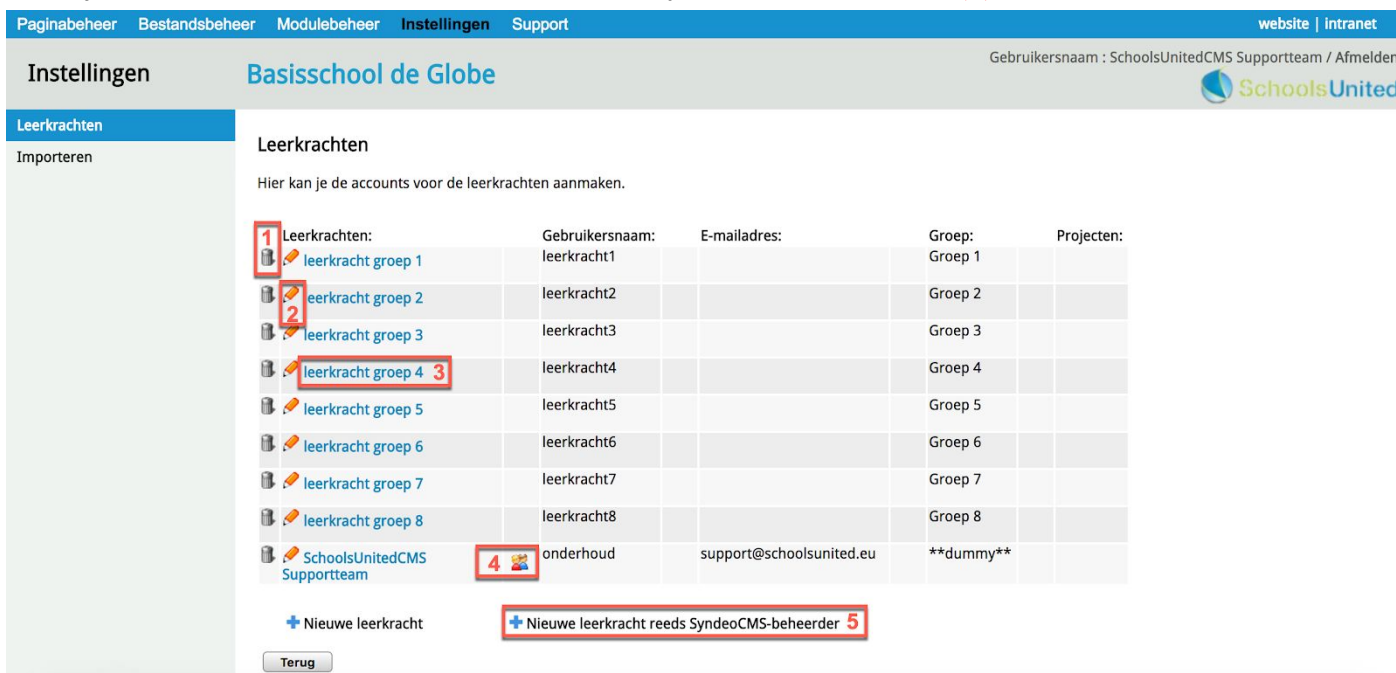 Paginabeheer Bestandsbeheer Modulebeheer Instellingen Support website | intranet
Gebruikersnaam : SchoolsUnitedCMS Supportteam / Afmelden
Instellingen Basisschool de Globe
SchoolsUnited
Leerkrachten
Importeren
Leerkrachten
Hier kan je de accounts voor de leerkrachten aanmaken.
1 Leerkrachten: Gebruikersnaam: E-mailadres: Groep: Projecten:
leerkracht groep 1 leerkracht1 Groep 1
leerkracht groep 2 leerkracht2 Groep 2
2
leerkracht groep 3 leerkracht3 Groep 3
leerkracht groep 4 3 leerkracht4 Groep 4
leerkracht groep 5 leerkracht5 Groep 5
leerkracht groep 6 leerkracht6 Groep 6
leerkracht groep 7 leerkracht7 Groep 7
leerkracht groep 8 leerkracht8 Groep 8
SchoolsUnitedCMS 4 onderhoud support@schoolsunited.eu **dummy**
Supportteam
Nieuwe leerkracht Nieuwe leerkracht reeds SyndeoCMS-beheerder 5
Terug